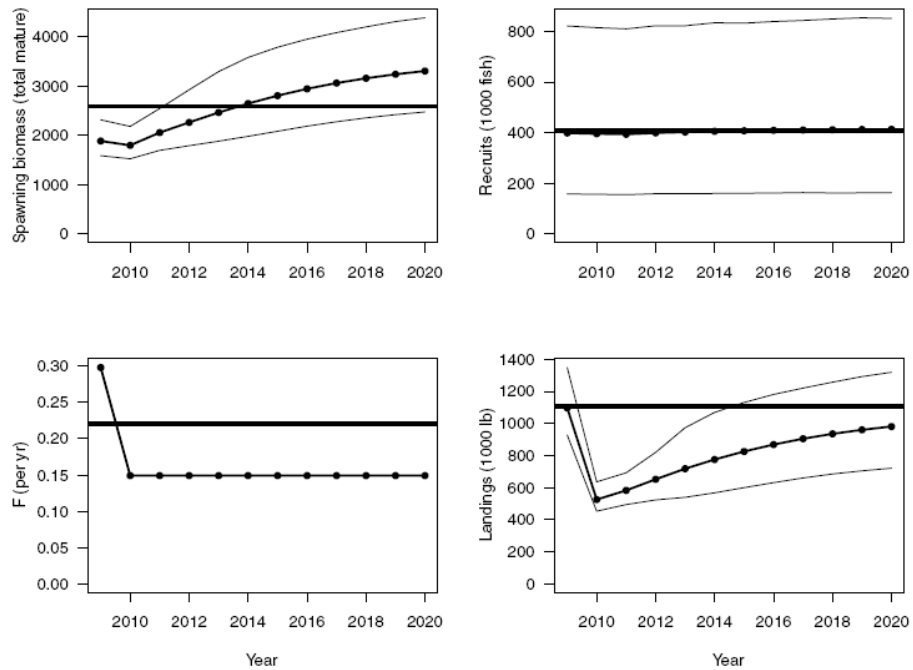 Spawning biomass (total mature)
4000
3000
2000
1000
0
2010 2012 2014 2016 2018 2020
Recruits (1000 fish)
800
600
400
200
0
2010 2012 2014 2016 2018 2020
F (per yr)
0.30
0.25
0.20
0.15
0.10
0.05
0.00
2010 2012 2014 2016 2018 2020
Year
Landings (1000 lb)
1400
1200
1000
800
600
400
200
0
2010 2012 2014 2016 2018 2020
Year